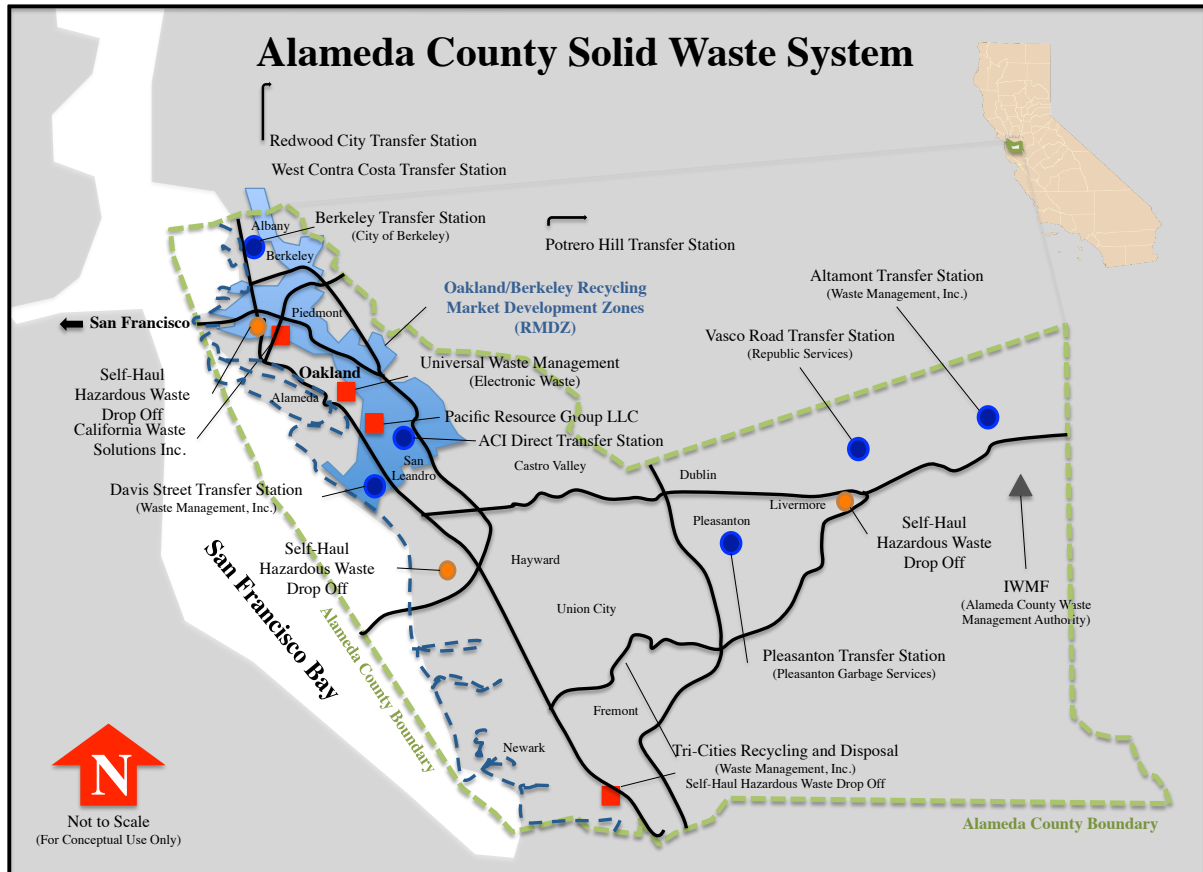 Alameda County Solid Waste System
Redwood City Transfer Station
West Contra Costa Transfer Station
Berkeley Transfer Station
(City of Berkeley)
Albany
Berkeley
Potrero Hill Transfer Station
Altamont Transfer Station
(Waste Management, Inc.)
Oakland/Berkeley Recycling
Market Development Zones
(RMDZ)
Piedmont
San Francisco
Vasco Road Transfer Station
(Republic Services)
Universal Waste Management
(Electronic Waste)
Oakland
Alameda
Self-Haul
Hazardous Waste
Drop Off
California Waste
Solutions Inc.
Pacific Resource Group LLC
ACI Direct Transfer Station
San
Leandro
Castro Valley
Dublin
Davis Street Transfer Station
(Waste Management, Inc.)
Livermore
Pleasanton
Self-Haul
Hazardous Waste
Drop Off
Self-Haul
Hazardous Waste
Drop Off
Hayward
IWMF
(Alameda County Waste
Management Authority)
Union City
San Francisco Bay
Alameda County Boundary
Pleasanton Transfer Station
(Pleasanton Garbage Services)
Fremont
Newark
Tri-Cities Recycling and Disposal
(Waste Management, Inc.)
Self-Haul Hazardous Waste Drop Off
N
Not to Scale
(For Conceptual Use Only)
Alameda County Boundary